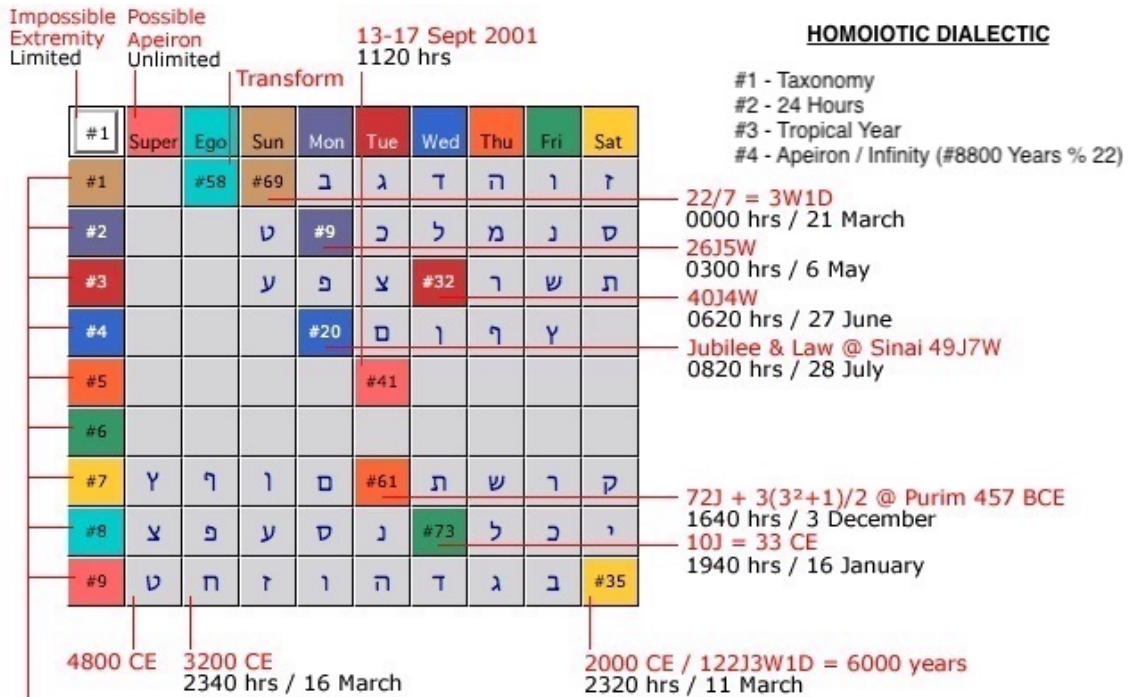 Impossible Possible
Extremity Apeiron
Limited Unlimited
Transform
13-17 Sept 2001
1120 hrs
HOMOIOTIC DIALECTIC
#1 - Taxonomy
#2 - 24 Hours
#3 - Tropical Year
#4 - Apeiron / Infinity (#8800 Years % 22)
#1 Super Ego Sun Mon Tue Wed Thu Fri Sat
#1 #58 #69 ב ג ד ה ו ז
#2 ט #9 כ ל מ נ ס
#3 ע פ צ #32 ר ש ת
#4 #20 ם ן ף ץ
#5 #41
#6
#7 ץ ף ן ם #61 ת ש ר ק
#8 צ פ ע ס נ #73 ל כ י
#9 ט ח ז ו ה ד ג ב #35
22/7 = 3W1D
0000 hrs / 21 March
26J5W
0300 hrs / 6 May
40J4W
0620 hrs / 27 June
Jubilee & Law @ Sinai 49J7W
0820 hrs / 28 July
72J + 3(3²+1)/2 @ Purim 457 BCE
1640 hrs / 3 December
10J = 33 CE
1940 hrs / 16 January
4800 CE
3200 CE
2340 hrs / 16 March
2000 CE / 122J3W1D = 6000 years
2320 hrs / 11 March